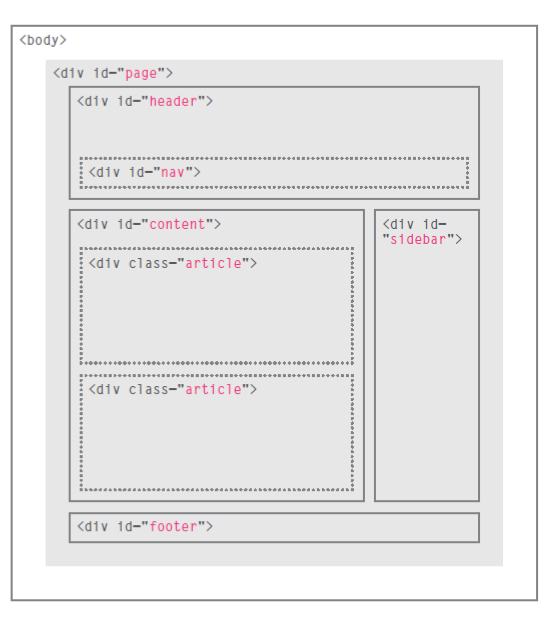 <body>
<div id="page">
<div id="header">
<div id="nav">
<div id="content">
<div id=
"sidebar">
<div class="article">
<div class="article">
<div id="footer">